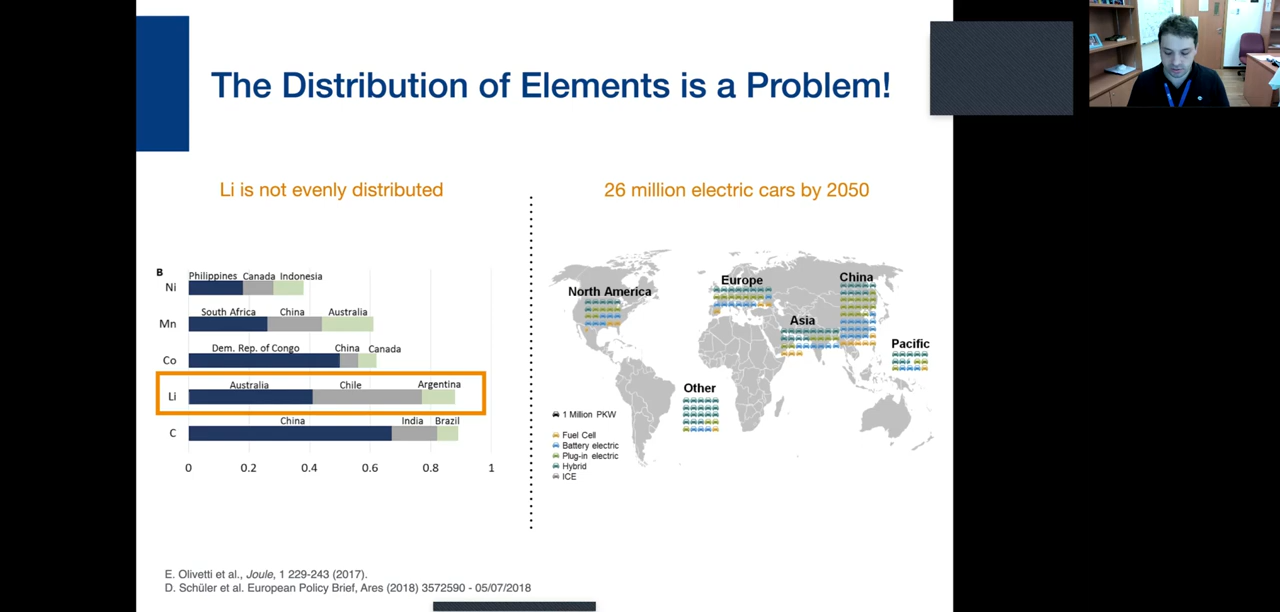 The Distribution of Elements is a Problem!
Li is not evenly distributed
B
Philippines Canada Indonesia
Ni
South Africa China Australia
Mn
Dem. Rep. of Congo China Canada
Co
Australia Chile Argentina
Li
China India Brazil
C
0 0.2 0.4 0.6 0.8 1
26 million electric cars by 2050
North America
Europe
China
Asia
Pacific
Other
1 Million PKW
Fuel Cell
Battery electric
Plug-in electric
Hybrid
ICE
E. Olivetti et al., Joule, 1 229-243 (2017).
D. Schüler et al. European Policy Brief, Ares (2018) 3572590 - 05/07/2018